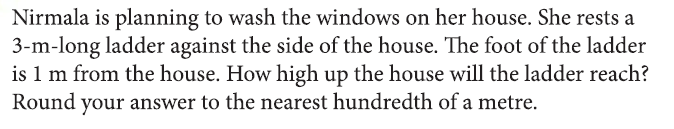 Nirmala is planning to wash the windows on her house. She rests a
3-m-long ladder against the side of the house. The foot of the ladder
is 1 m from the house. How high up the house will the ladder reach?
Round your answer to the nearest hundredth of a metre.